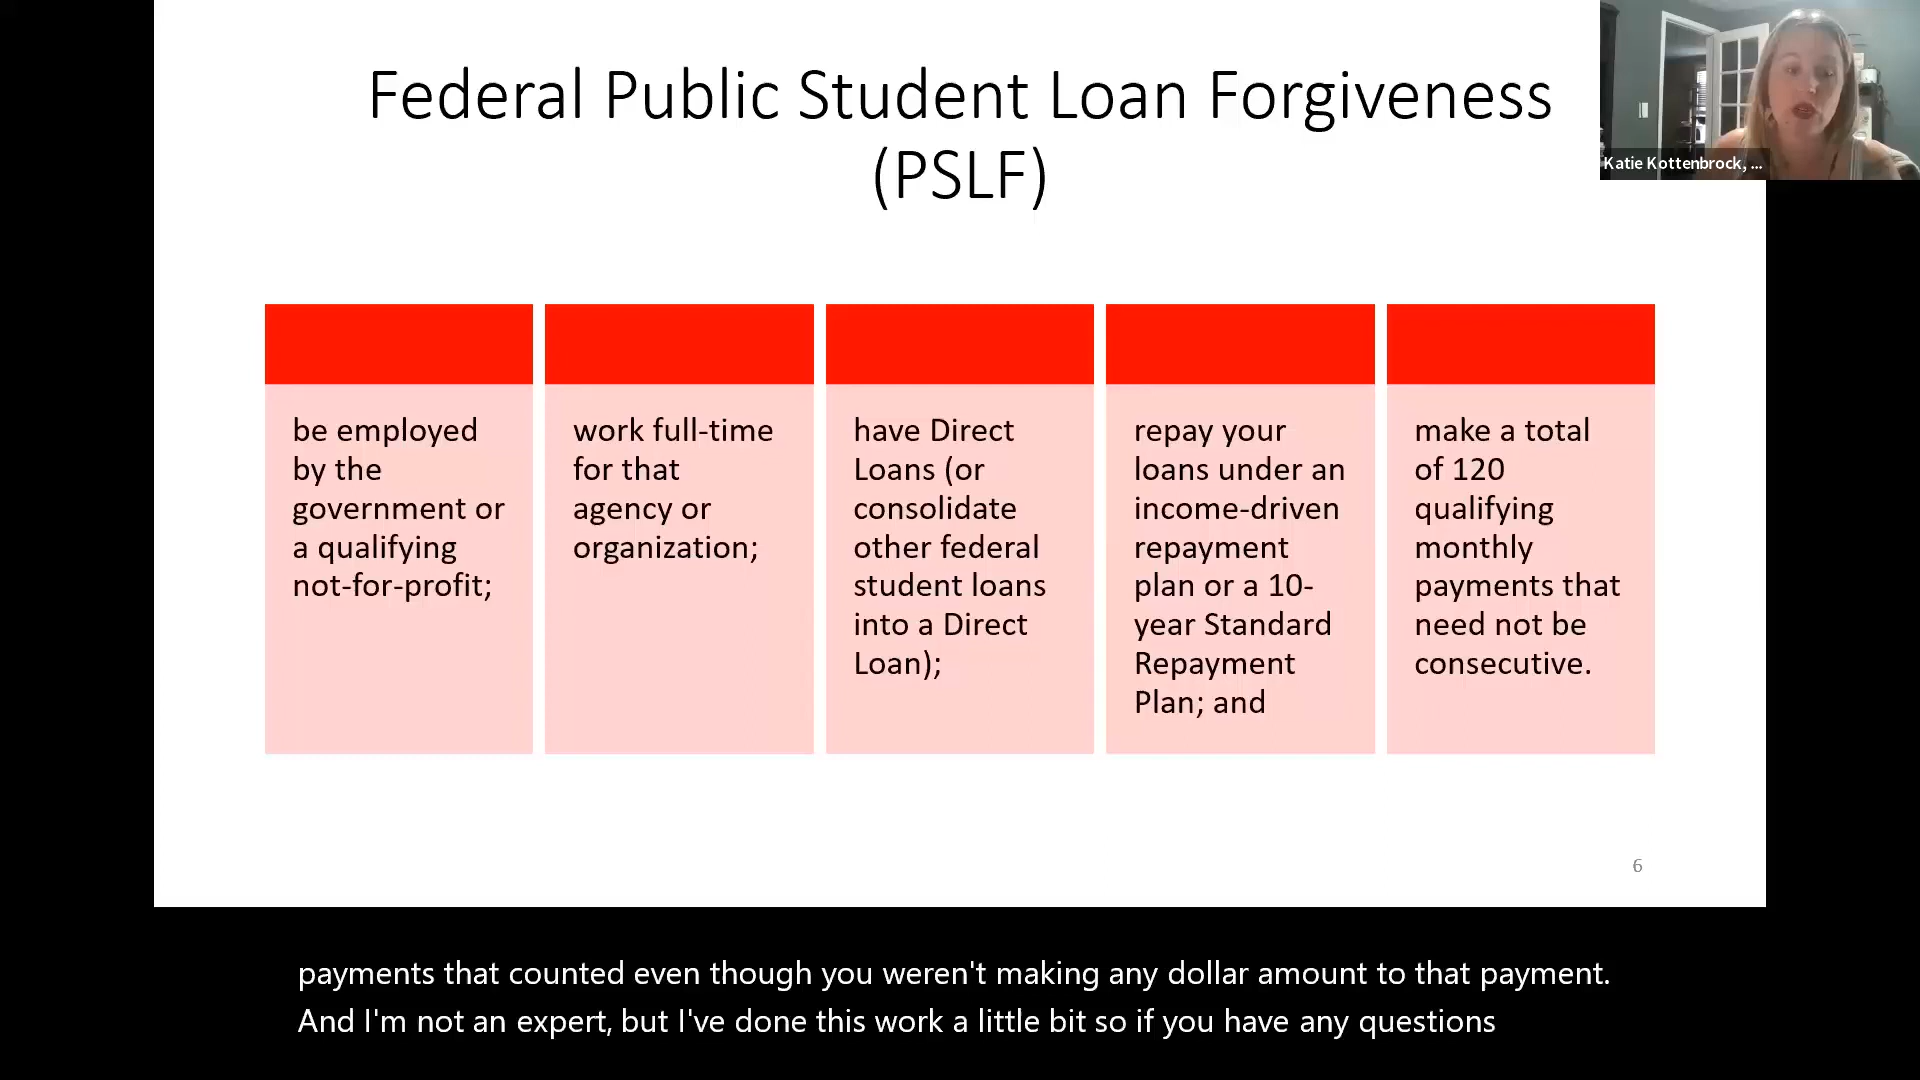 Federal Public Student Loan Forgiveness
(PSLF)
Katie Kottenbrock, ...
be employed
by the
government or
a qualifying
not-for-profit;
work full-time
for that
agency or
organization;
have Direct
Loans (or
consolidate
other federal
student loans
into a Direct
Loan);
repay your
loans under an
income-driven
repayment
plan or a 10-
year Standard
Repayment
Plan; and
make a total
of 120
qualifying
monthly
payments that
need not be
consecutive.
6
payments that counted even though you weren't making any dollar amount to that payment.
And I'm not an expert, but I've done this work a little bit so if you have any questions